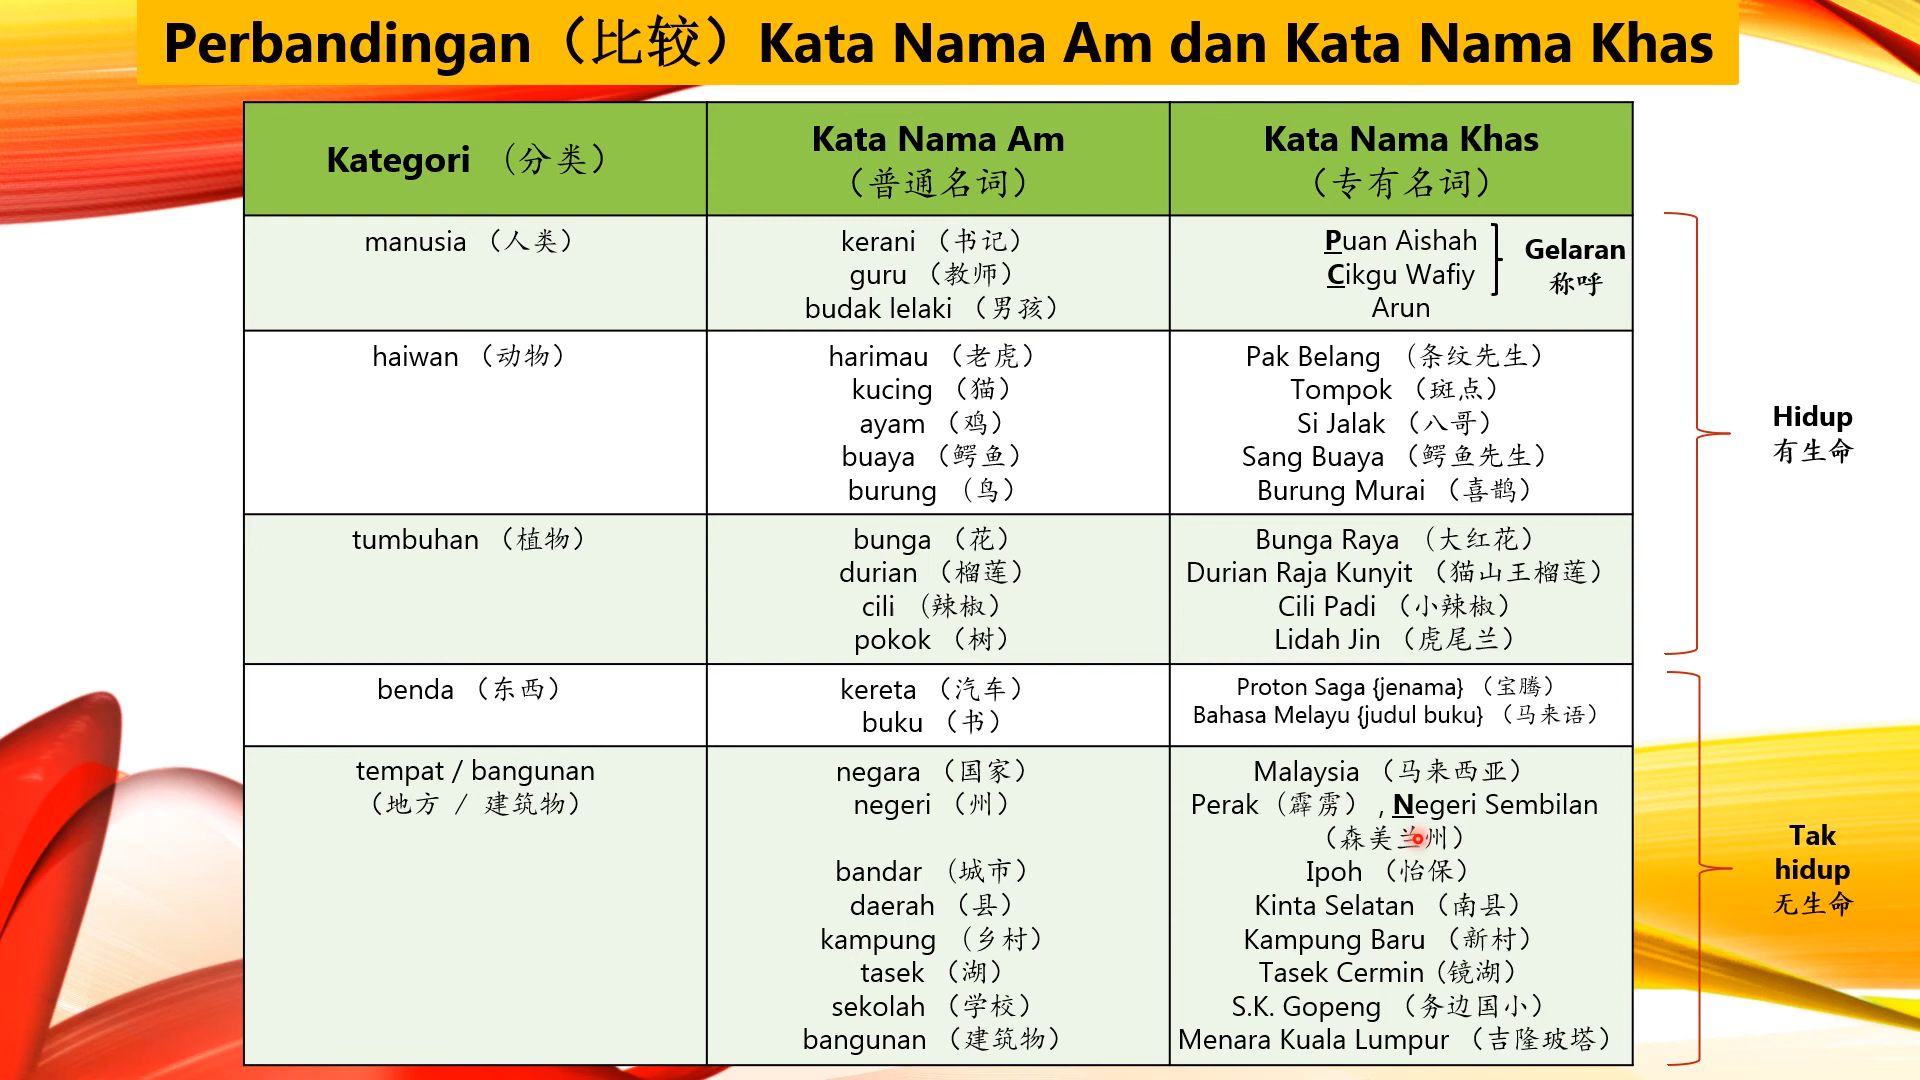 Perbandingan（比较）Kata Nama Am dan Kata Nama Khas
Kategori （分类）
Kata Nama Am
（普通名词）
Kata Nama Khas
（专有名词）
manusia （人类）
kerani （书记）
guru （教师）
budak lelaki （男孩）
Puan Aishah
Cikgu Wafiy
Arun
Gelaran
称呼
haiwan （动物）
harimau （老虎）
kucing （猫）
ayam （鸡）
buaya （鳄鱼）
burung （鸟）
Pak Belang （条纹先生）
Tompok （斑点）
Si Jalak （八哥）
Sang Buaya （鳄鱼先生）
Burung Murai （喜鹊）
tumbuhan （植物）
bunga （花）
durian （榴莲）
cili （辣椒）
pokok （树）
Bunga Raya （大红花）
Durian Raja Kunyit （猫山王榴莲）
Cili Padi （小辣椒）
Lidah Jin （虎尾兰）
Hidup
有生命
benda （东西）
kereta （汽车）
buku （书）
Proton Saga {jenama} （宝腾）
Bahasa Melayu {judul buku} （马来语）
tempat / bangunan
（地方 / 建筑物）
negara （国家）
negeri （州）
bandar （城市）
daerah （县）
kampung （乡村）
tasek （湖）
sekolah （学校）
bangunan （建筑物）
Malaysia （马来西亚）
Perak（霹雳） , Negeri Sembilan
（森美兰州）
Ipoh （怡保）
Kinta Selatan （南县）
Kampung Baru （新村）
Tasek Cermin (镜湖）
S.K. Gopeng （务边国小）
Menara Kuala Lumpur （吉隆玻塔）
Tak
hidup
无生命